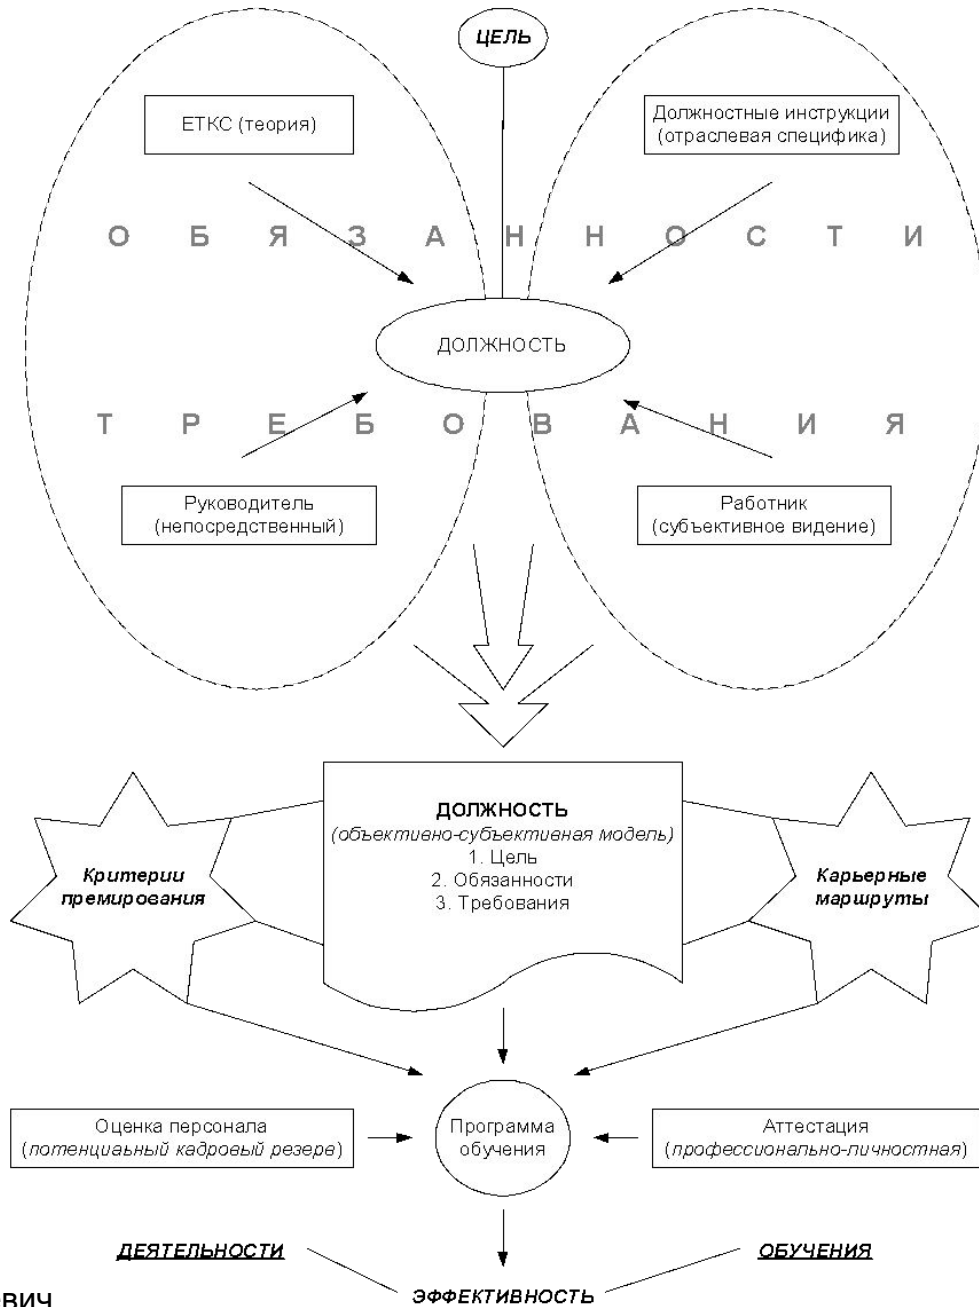 ЦЕЛЬ
ЕТКС (теория)
Должностные инструкции
(отраслевая специфика)
О Б Я З А Н Н О С Т И
ДОЛЖНОСТЬ
Т Р Е Б О В А Н И Я
Руководитель
(непосредственный)
Работник
(субъективное видение)
ДОЛЖНОСТЬ
(объективно-субъективная модель)
1. Цель
2. Обязанности
3. Требования
Критерии
премирования
Карьерные
маршруты
Оценка персонала
(потенциаьный кадровый резерв)
Программа
обучения
Аттестация
(профессионально-личностная)
ДЕЯТЕЛЬНОСТИ
ОБУЧЕНИЯ
ЭФФЕКТИВНОСТЬ